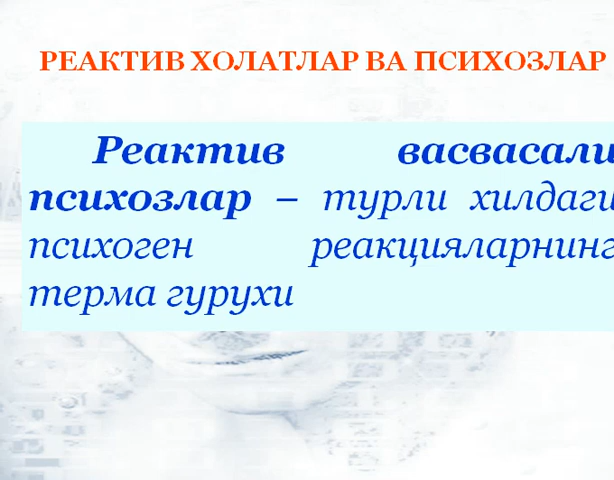 РЕАКТИВ ХОЛАТЛАР ВА ПСИХОЗЛАР
Реактив васвасали
психозлар – турли хилдаги
психоген реакцияларнинг
терма гурухи